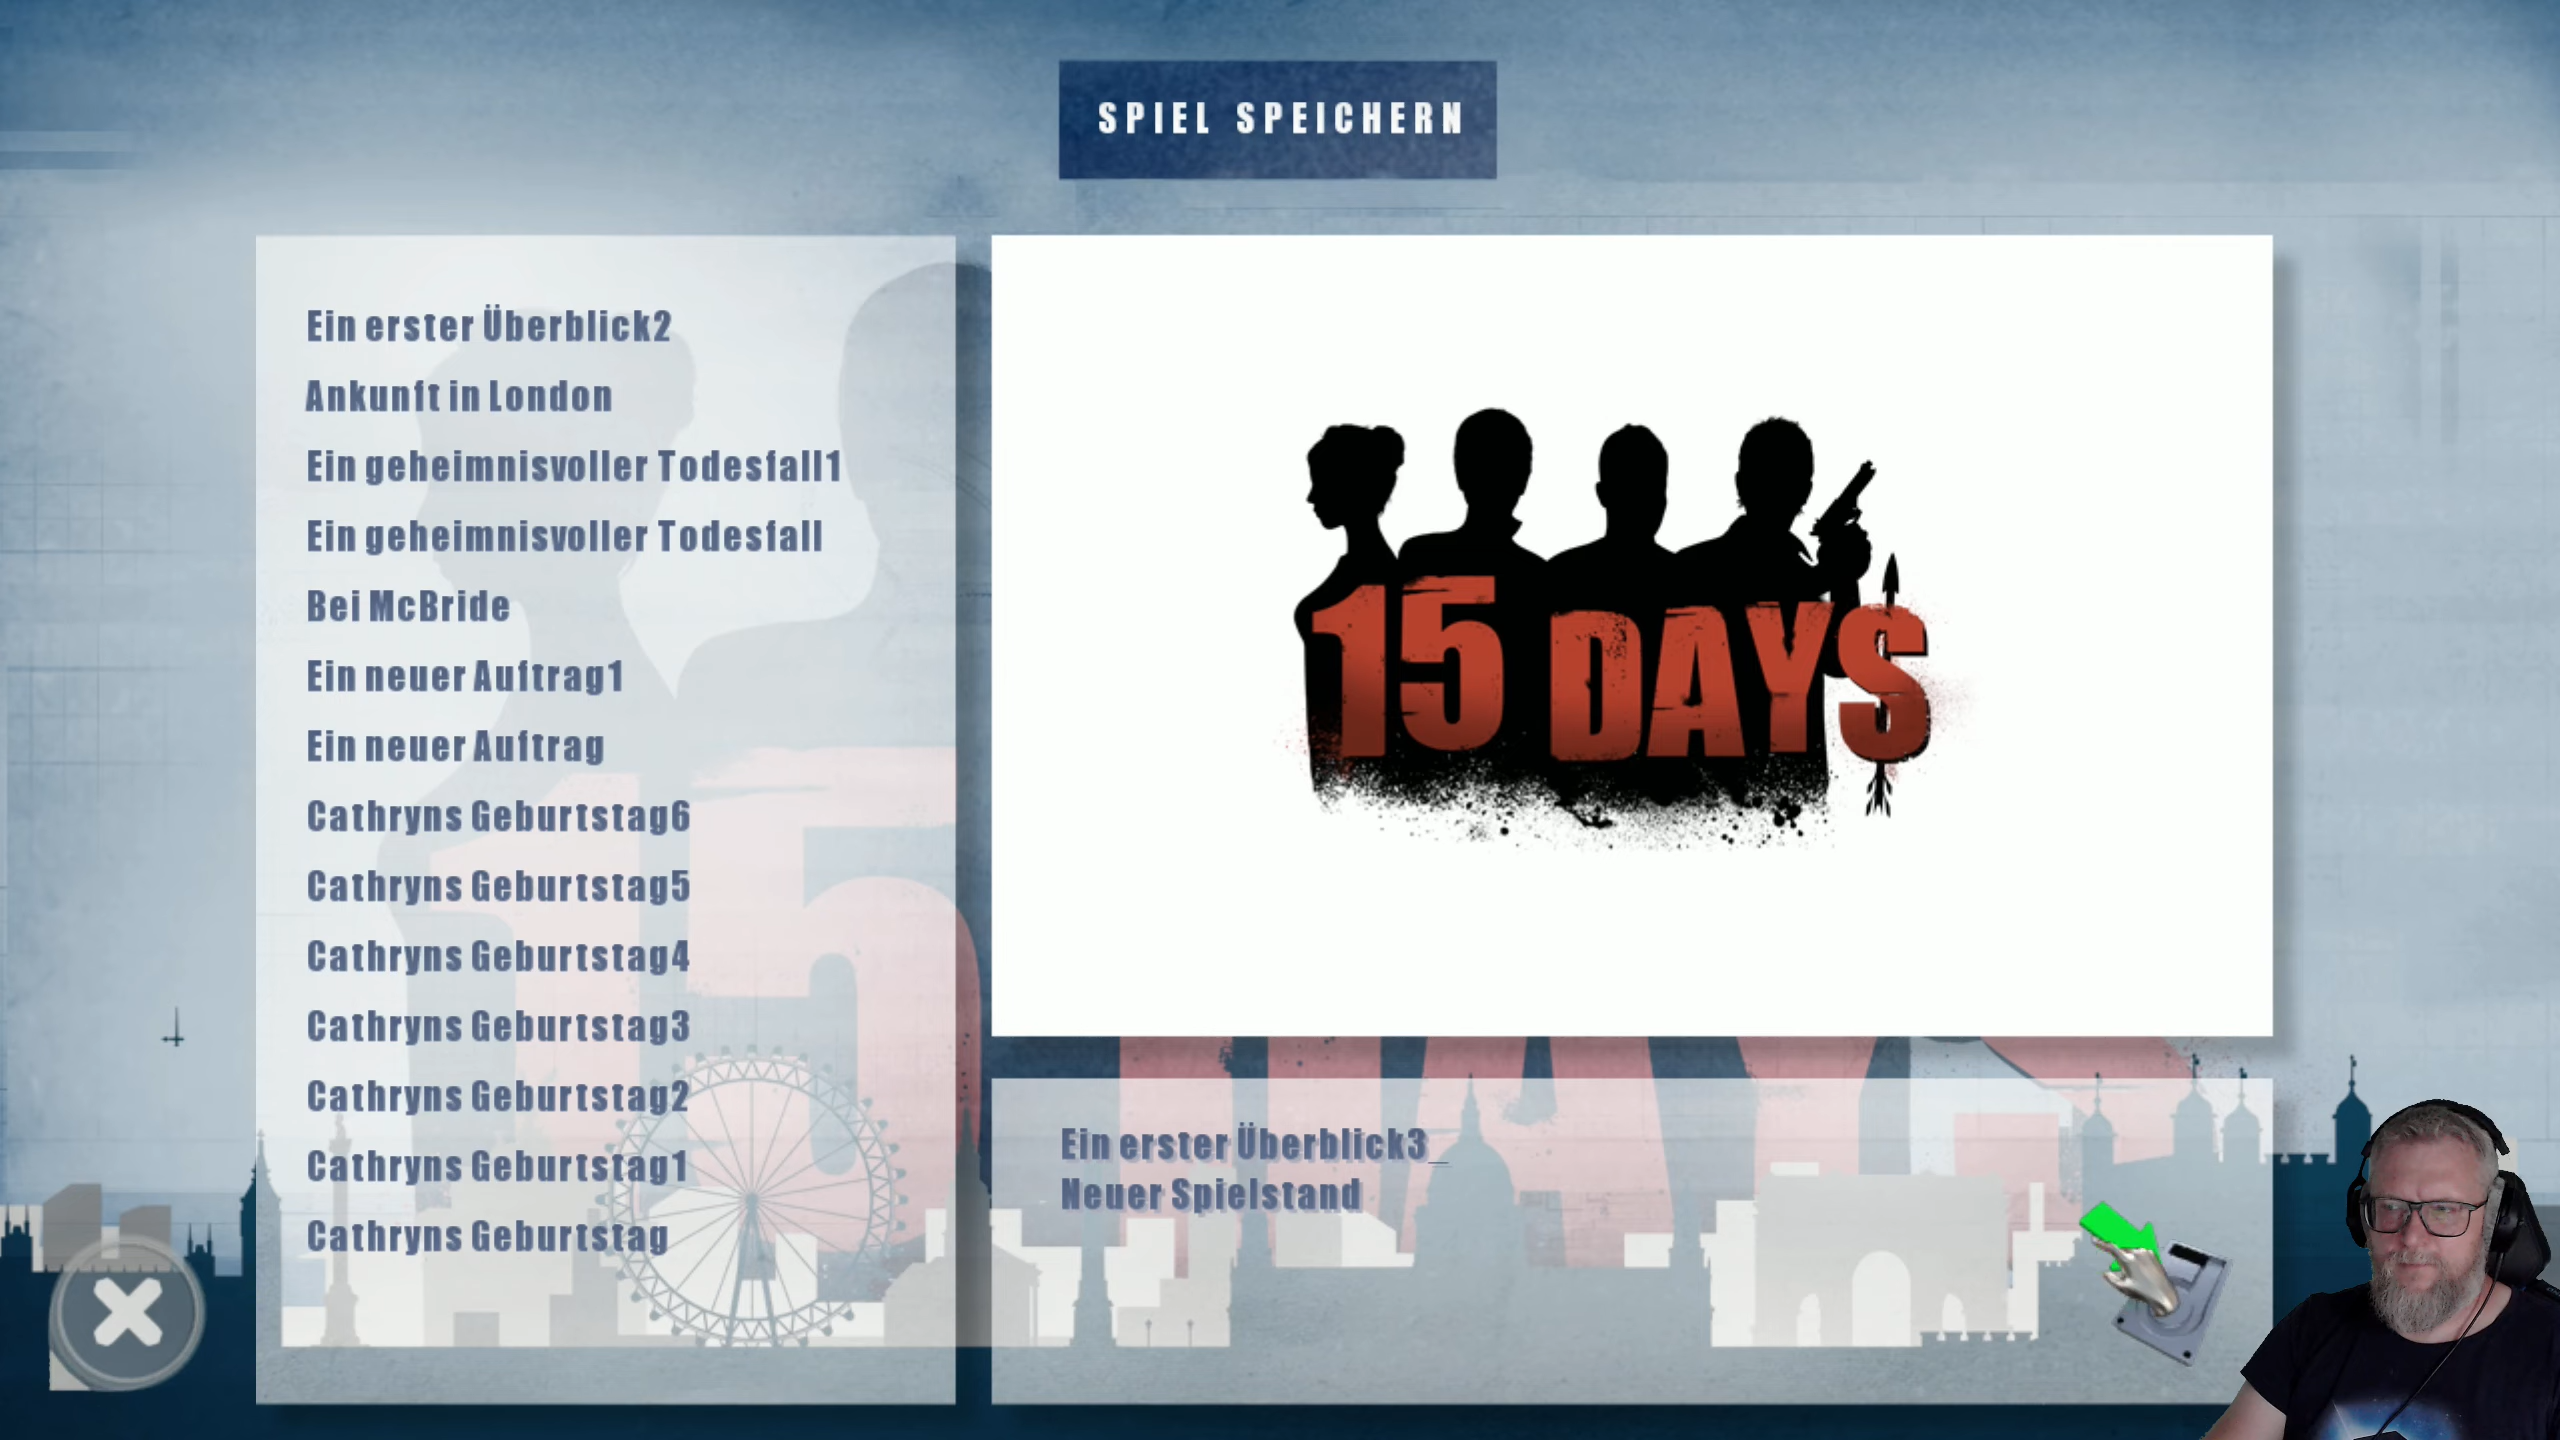 SPIEL SPEICHERN
Ein erster Überblick2
Ankunft in London
Ein geheimnisvoller Todesfall1
Ein geheimnisvoller Todesfall
Bei McBride
Ein neuer Auftrag1
Ein neuer Auftrag
Cathryns Geburtstag6
Cathryns Geburtstag5
Cathryns Geburtstag4
Cathryns Geburtstag3
Cathryns Geburtstag2
Cathryns Geburtstag1
Cathryns Geburtstag
15 DAYS
Ein erster Überblick3_
Neuer Spielstand